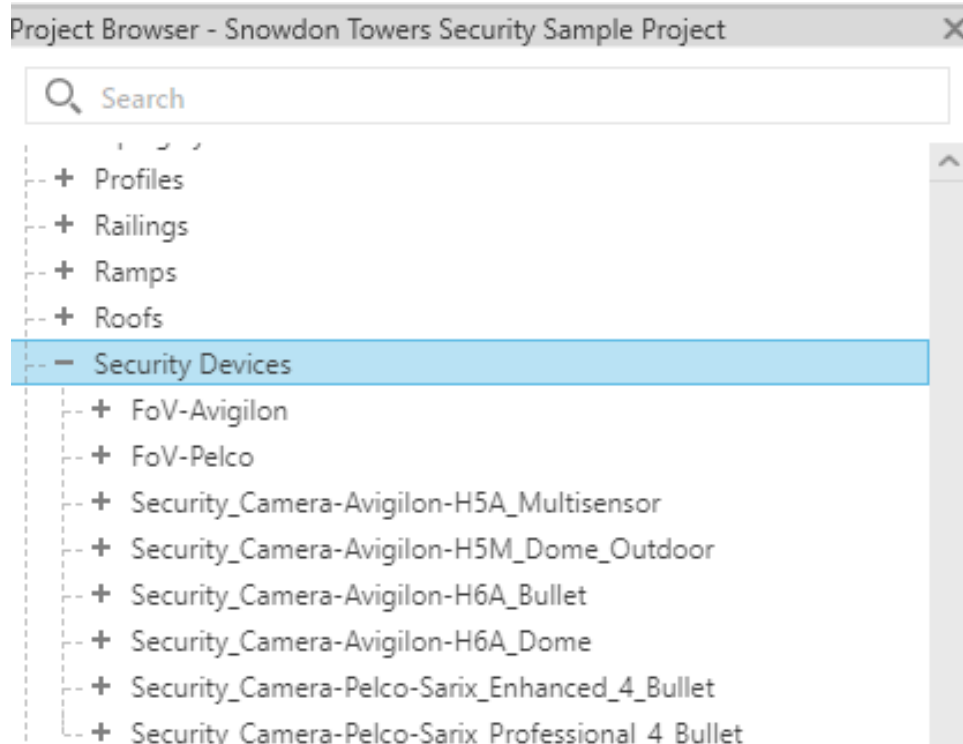 Project Browser - Snowdon Towers Security Sample Project
Search
Profiles
Railings
Ramps
Roofs
Security Devices
FoV-Avigilon
FoV-Pelco
Security_Camera-Avigilon-H5A_Multisensor
Security_Camera-Avigilon-H5M_Dome_Outdoor
Security_Camera-Avigilon-H6A_Bullet
Security_Camera-Avigilon-H6A_Dome
Security_Camera-Pelco-Sarix_Enhanced_4_Bullet
Security_Camera-Pelco-Sarix_Professional_4_Bullet